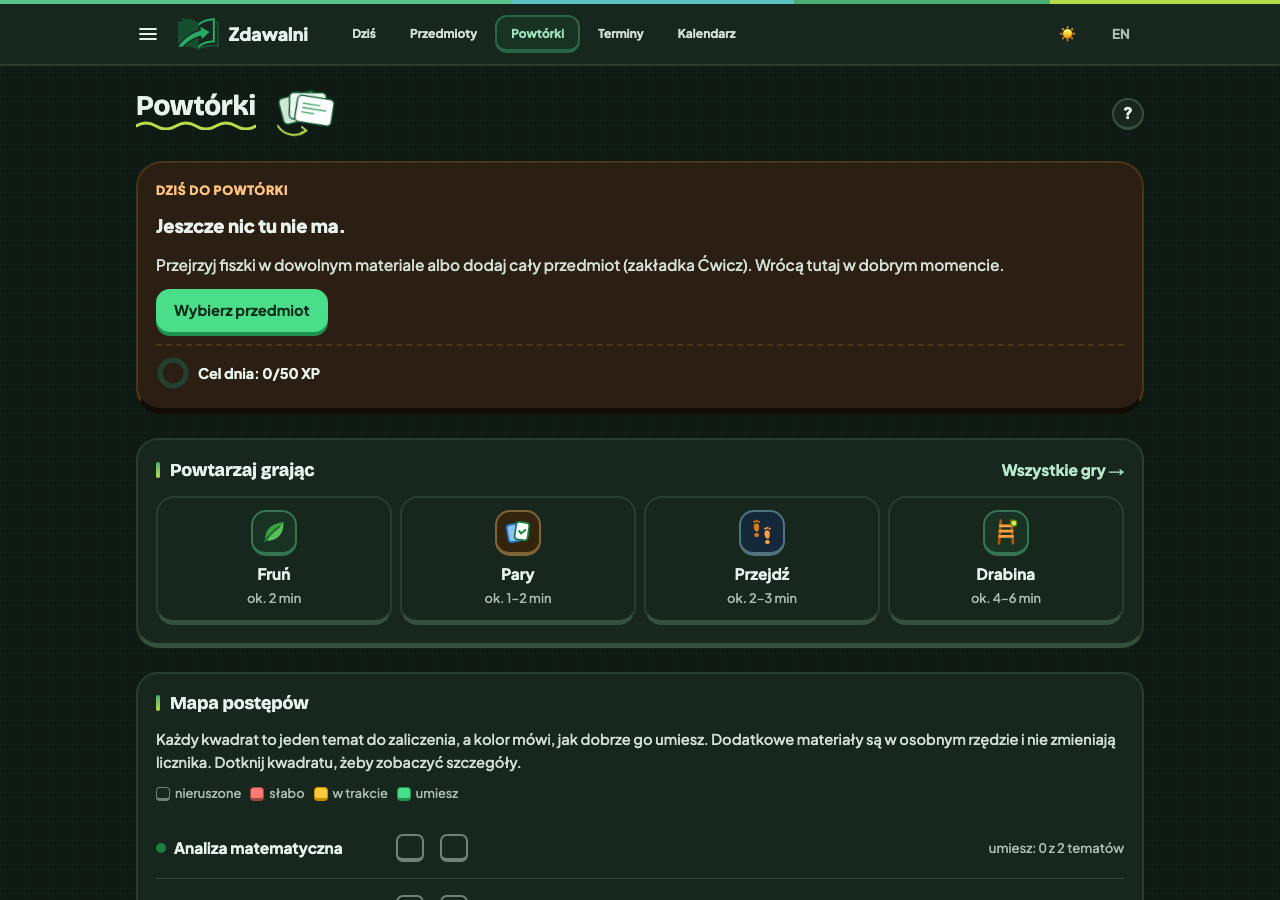 Zdawalni
Dziś
Przedmioty
Powtórki
Terminy
Kalendarz
EN
Powtórki
?
DZIŚ DO POWTÓRKI
Jeszcze nic tu nie ma.
Przejrzyj fiszki w dowolnym materiale albo dodaj cały przedmiot (zakładka Ćwicz). Wrócą tutaj w dobrym momencie.
Wybierz przedmiot
Cel dnia: 0/50 XP
Powtarzaj grając
Wszystkie gry →
Fruń
ok. 2 min
Pary
ok. 1–2 min
Przejdź
ok. 2–3 min
Drabina
ok. 4–6 min
Mapa postępów
Każdy kwadrat to jeden temat do zaliczenia, a kolor mówi, jak dobrze go umiesz. Dodatkowe materiały są w osobnym rzędzie i nie zmieniają
licznika. Dotknij kwadratu, żeby zobaczyć szczegóły.
nieruszone
słabo
w trakcie
umiesz
Analiza matematyczna
umiesz: 0 z 2 tematów